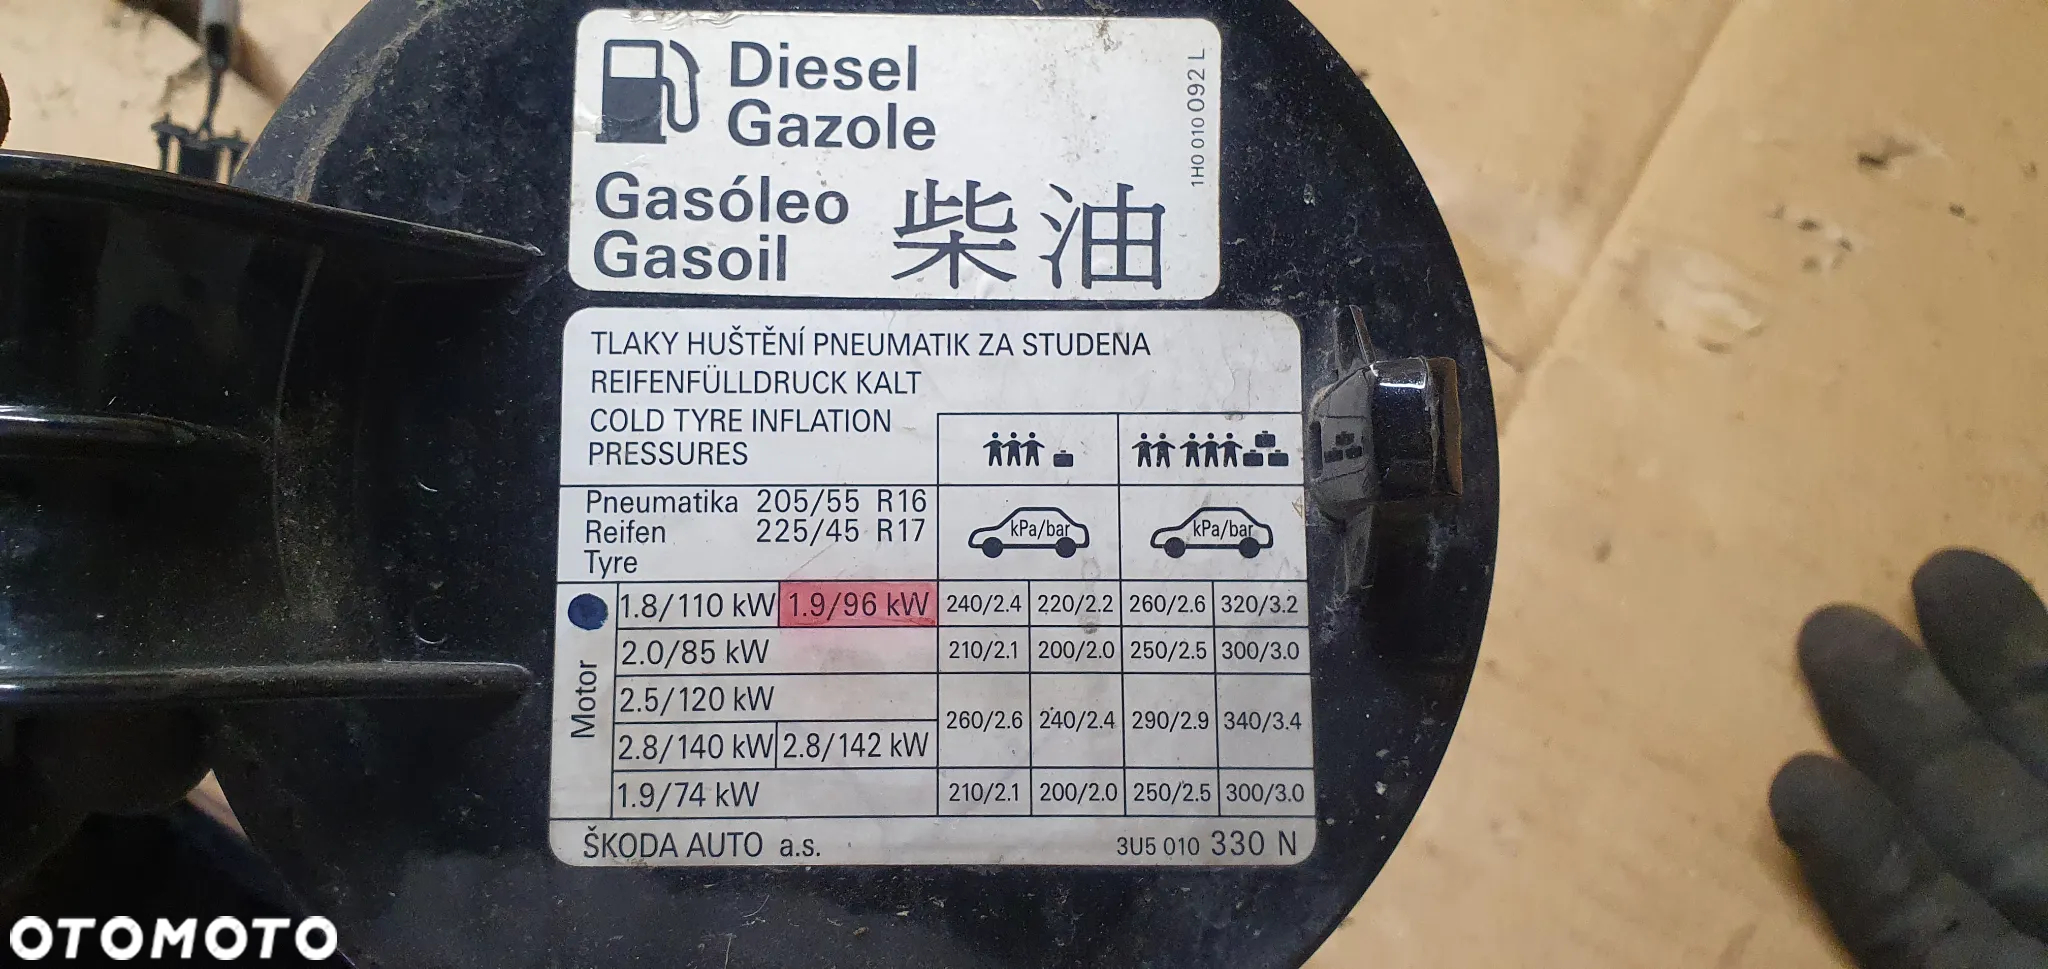 Diesel
Gazole
Gasóleo
Gasoil
柴油
1H0 010 092 L
TLAKY HUŠTĚNÍ PNEUMATIK ZA STUDENA
REIFENFÜLLDRUCK KALT
COLD TYRE INFLATION
PRESSURES
Pneumatika 205/55 R16
Reifen 225/45 R17
Tyre
kPa/bar kPa/bar
Motor
1.8/110 kW 1.9/96 kW 240/2.4 220/2.2 260/2.6 320/3.2
2.0/85 kW 210/2.1 200/2.0 250/2.5 300/3.0
2.5/120 kW
260/2.6 240/2.4 290/2.9 340/3.4
2.8/140 kW 2.8/142 kW
1.9/74 kW 210/2.1 200/2.0 250/2.5 300/3.0
ŠKODA AUTO a.s. 3U5 010 330 N
OTOMOTO